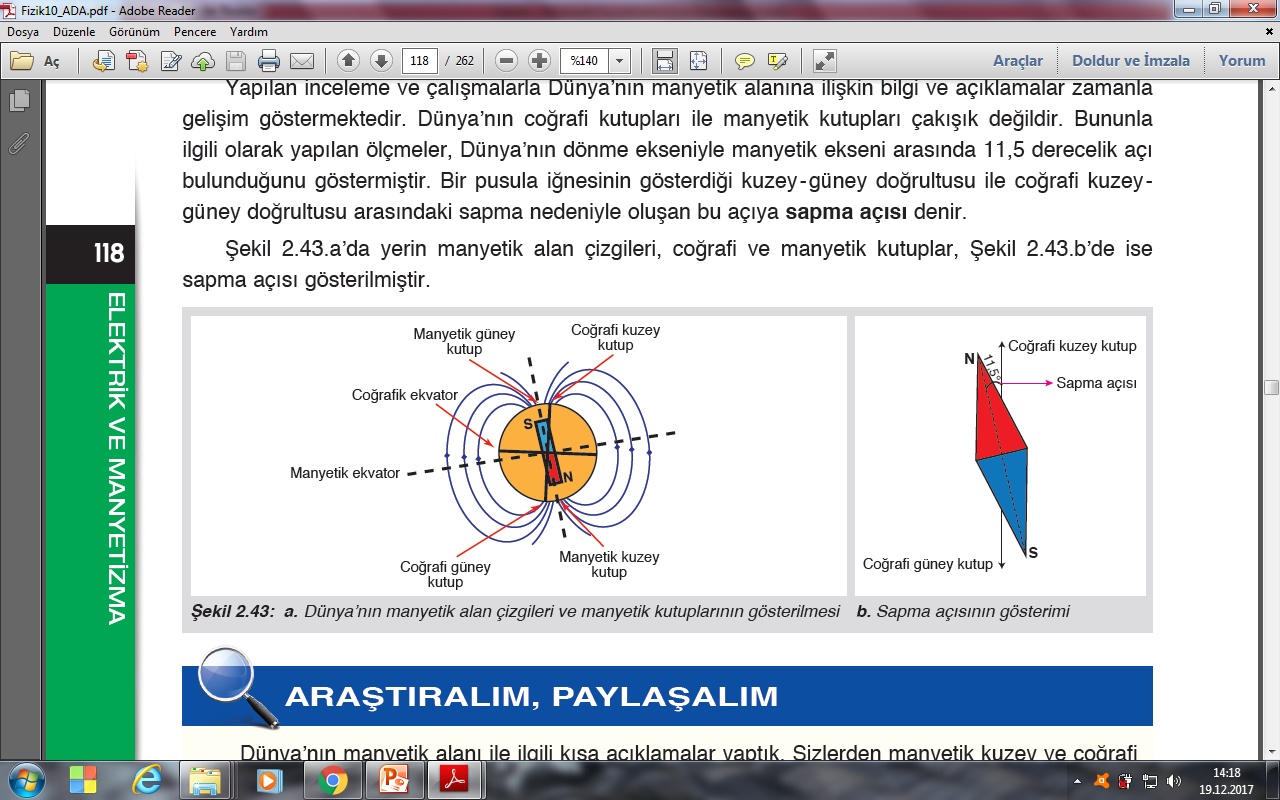 Fizik10_ADA.pdf - Adobe Reader
Dosya Düzenle Görünüm Pencere Yardım
Aç 118 / 262 %140 Araçlar Doldur ve İmzala Yorum
Yapılan inceleme ve çalışmalarla Dünya’nın manyetik alanına ilişkin bilgi ve açıklamalar zamanla
gelişim göstermektedir. Dünya’nın coğrafi kutupları ile manyetik kutupları çakışık değildir. Bununla
ilgili olarak yapılan ölçmeler, Dünya’nın dönme ekseniyle manyetik ekseni arasında 11,5 derecelik açı
bulunduğunu göstermiştir. Bir pusula iğnesinin gösterdiği kuzey-güney doğrultusu ile coğrafi kuzey-
güney doğrultusu arasındaki sapma nedeniyle oluşan bu açıya sapma açısı denir.
118
ELEKTRİK VE MANYETİZMA
Şekil 2.43.a’da yerin manyetik alan çizgileri, coğrafi ve manyetik kutuplar, Şekil 2.43.b’de ise
sapma açısı gösterilmiştir.
Manyetik güney
kutup
Coğrafi kuzey
kutup
Coğrafik ekvator
S
Manyetik ekvator
N
Coğrafi güney
kutup
Manyetik kuzey
kutup
Coğrafi kuzey kutup
N
11,5°
Sapma açısı
S
Coğrafi güney kutup
Şekil 2.43: a. Dünya’nın manyetik alan çizgileri ve manyetik kutuplarının gösterilmesi b. Sapma açısının gösterimi
ARAŞTIRALIM, PAYLAŞALIM
Dünya’nın manyetik alanı ile ilgili kısa açıklamalar yaptık. Sizlerden manyetik kuzey ve coğrafi
14:18
19.12.2017